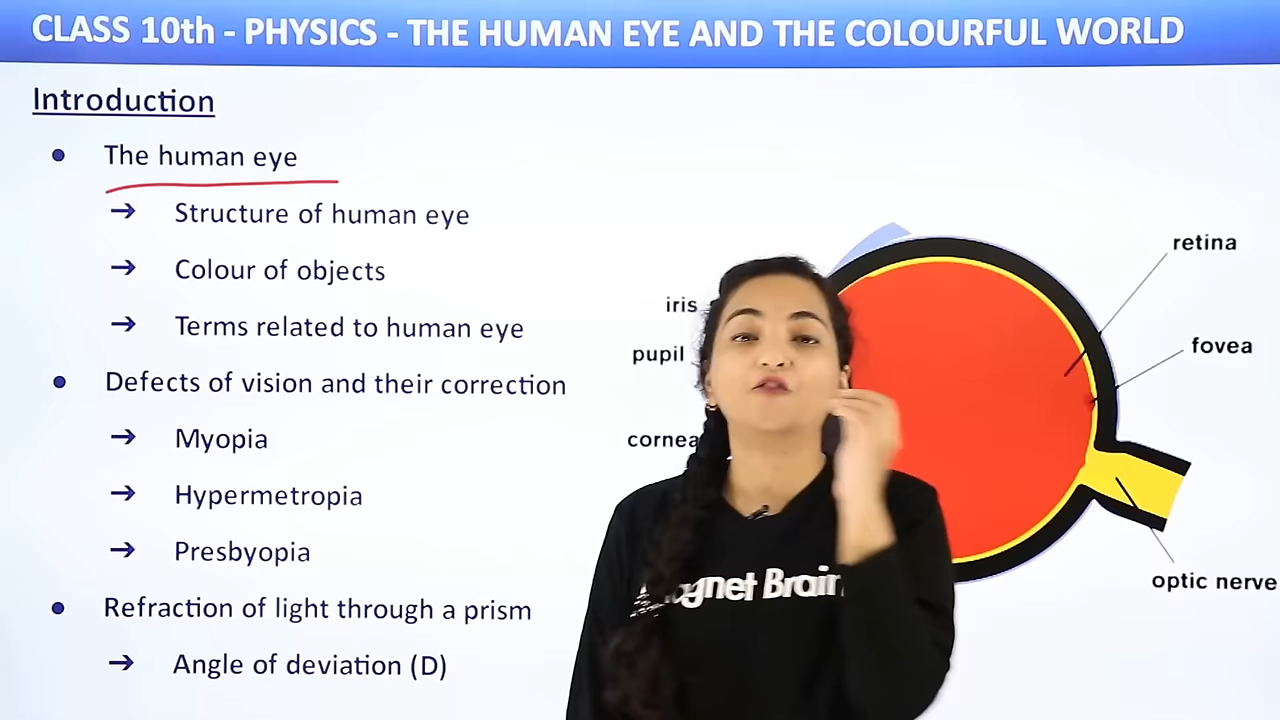 CLASS 10th - PHYSICS - THE HUMAN EYE AND THE COLOURFUL WORLD
Introduction
● The human eye
➔ Structure of human eye
➔ Colour of objects
➔ Terms related to human eye
● Defects of vision and their correction
➔ Myopia
➔ Hypermetropia
➔ Presbyopia
● Refraction of light through a prism
➔ Angle of deviation (D)
iris
pupil
cornea
retina
fovea
optic nerve
Brain